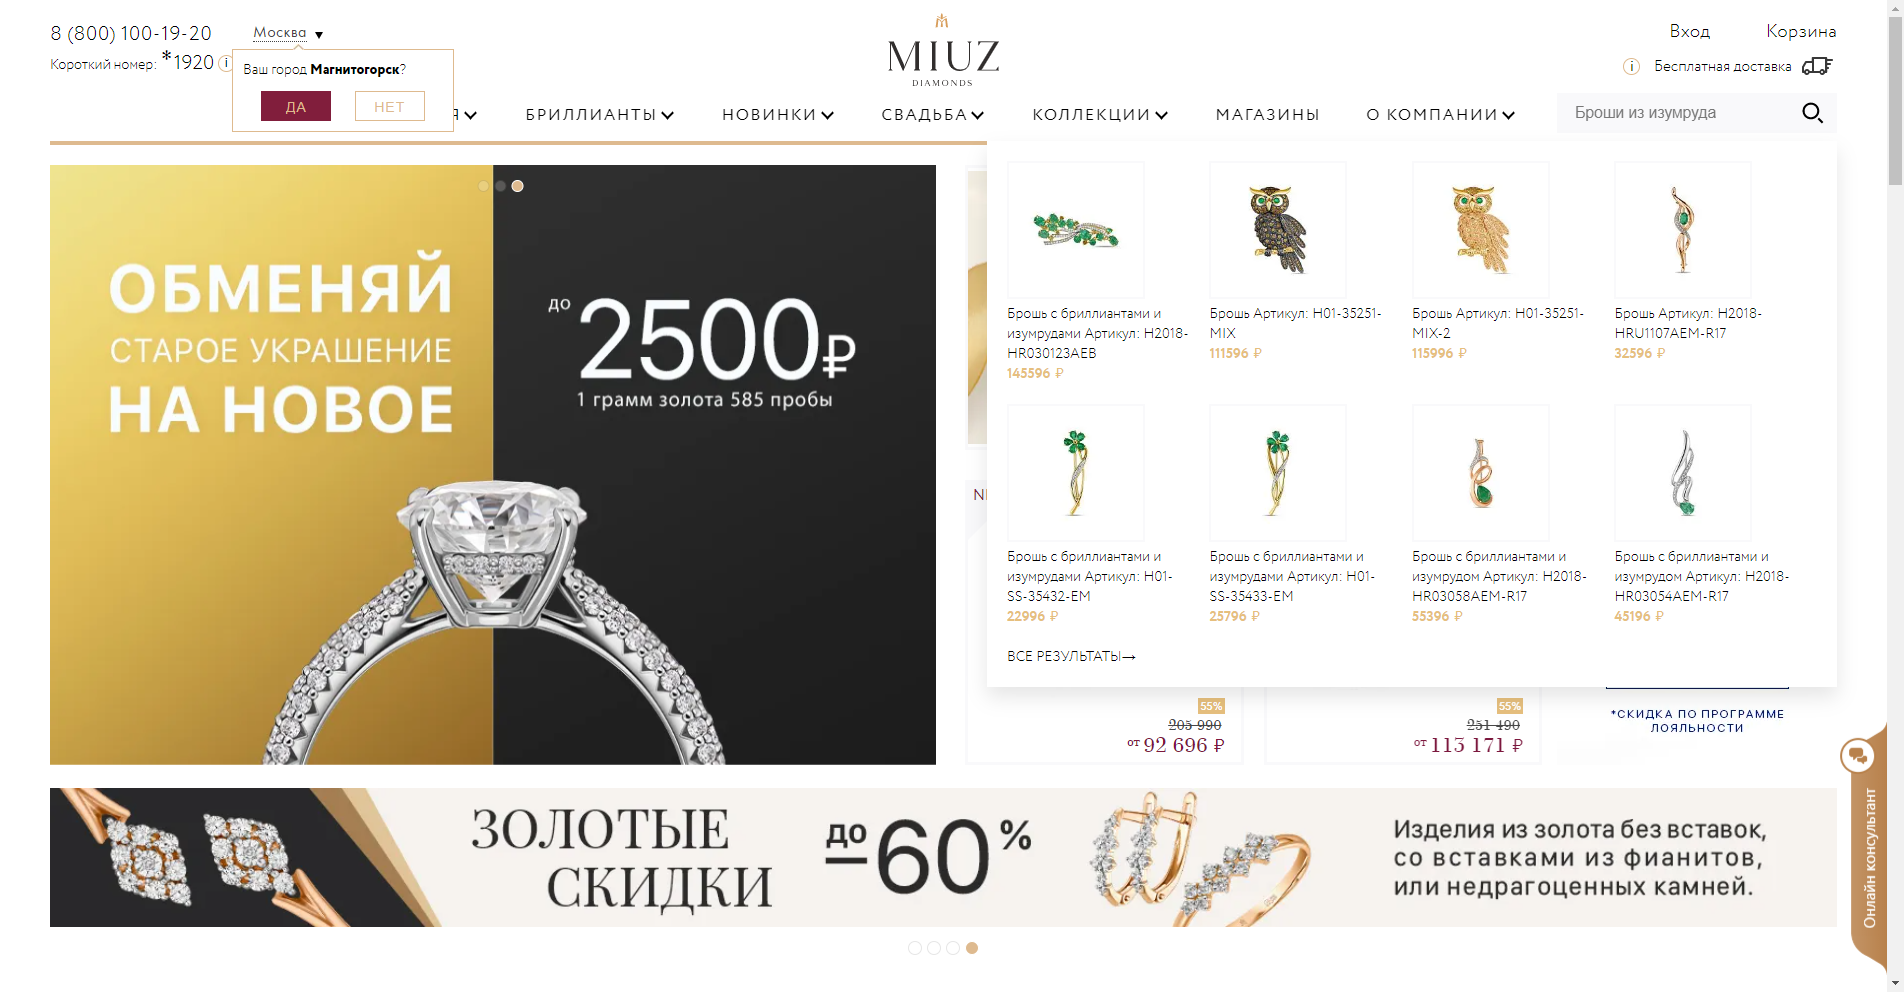 8 (800) 100-19-20
Москва ▼
Короткий номер: *1920 i
Ваш город Магнитогорск?
ДА
НЕТ
MIUZ
DIAMONDS
Вход
Корзина
i Бесплатная доставка
БРИЛЛИАНТЫ
НОВИНКИ
СВАДЬБА
КОЛЛЕКЦИИ
МАГАЗИНЫ
О КОМПАНИИ
Броши из изумруда
ОБМЕНЯЙ
СТАРОЕ УКРАШЕНИЕ
НА НОВОЕ
до 2500₽
1 грамм золота 585 пробы
Брошь с бриллиантами и
изумрудами Артикул: H2018-
HR030123AEB
145596 ₽
Брошь Артикул: H01-35251-
MIX
111596 ₽
Брошь Артикул: H01-35251-
MIX-2
115996 ₽
Брошь Артикул: H2018-
HRU1107AEM-R17
32596 ₽
Брошь с бриллиантами и
изумрудами Артикул: H01-
SS-35432-EM
22996 ₽
Брошь с бриллиантами и
изумрудами Артикул: H01-
SS-35433-EM
25796 ₽
Брошь с бриллиантами и
изумрудом Артикул: H2018-
HR03058AEM-R17
55396 ₽
Брошь с бриллиантами и
изумрудом Артикул: H2018-
HR03054AEM-R17
45196 ₽
ВСЕ РЕЗУЛЬТАТЫ→
55%
205 990
от 92 696 ₽
55%
251 490
от 113 171 ₽
*СКИДКА ПО ПРОГРАММЕ
ЛОЯЛЬНОСТИ
Онлайн консультант
ЗОЛОТЫЕ
СКИДКИ
до –60%
Изделия из золота без вставок,
со вставками из фианитов,
или недрагоценных камней.